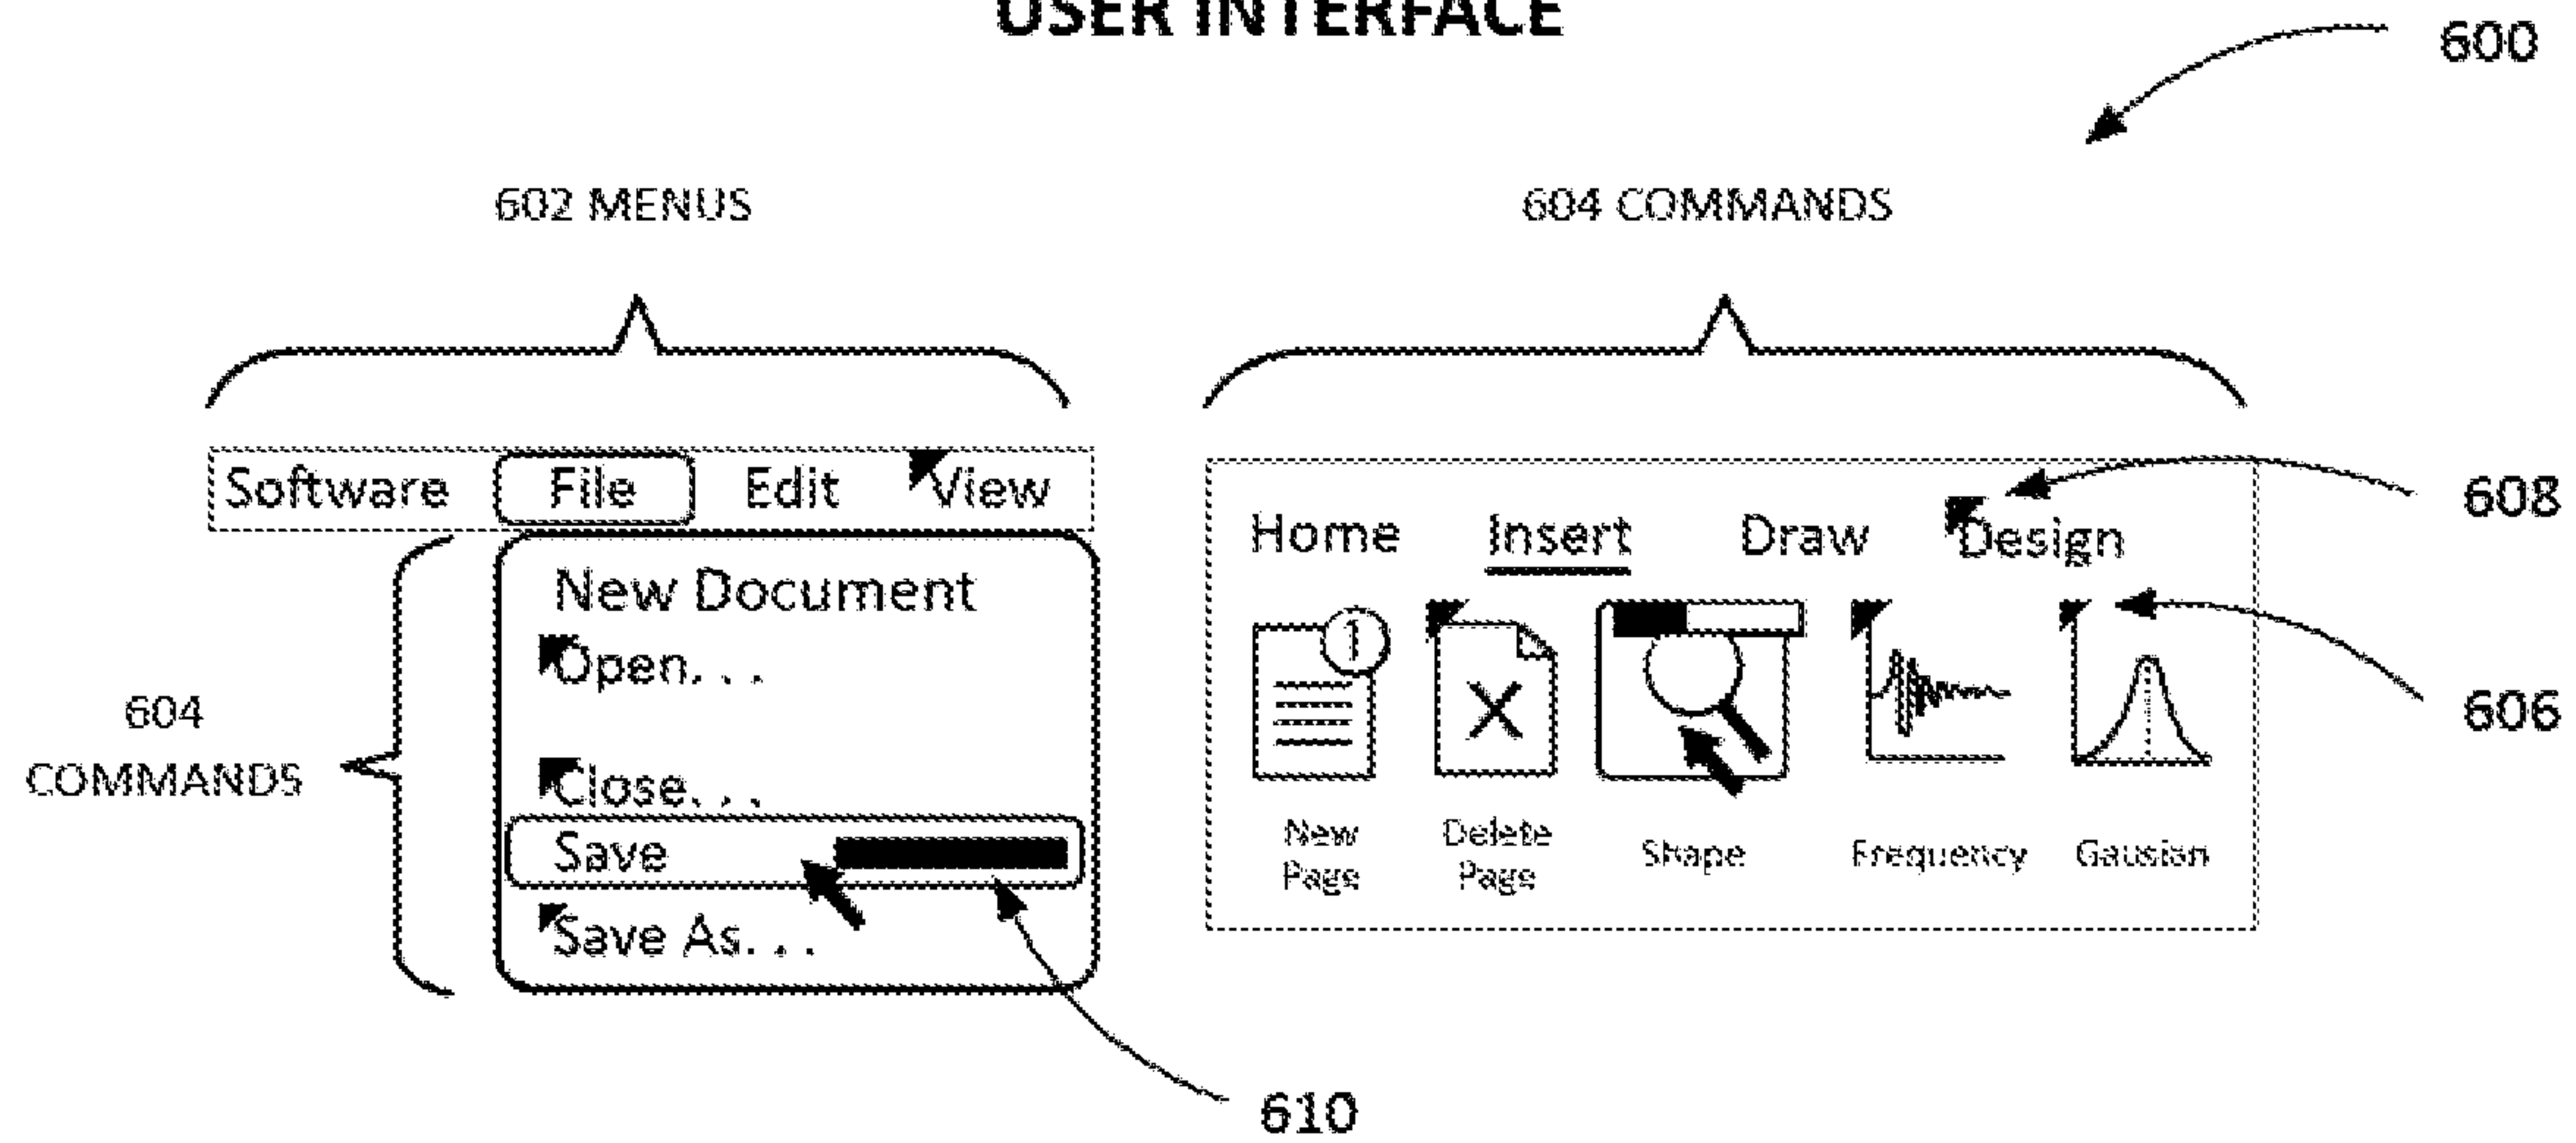 USER INTERFACE
600
602 MENUS
604 COMMANDS
Software File Edit View
608
Home Insert Draw Design
New Document
1
Open. . .
606
604
COMMANDS
Close. . .
Save
New
Page
Delete
Page
Shape
Frequency
Gausian
Save As. . .
610